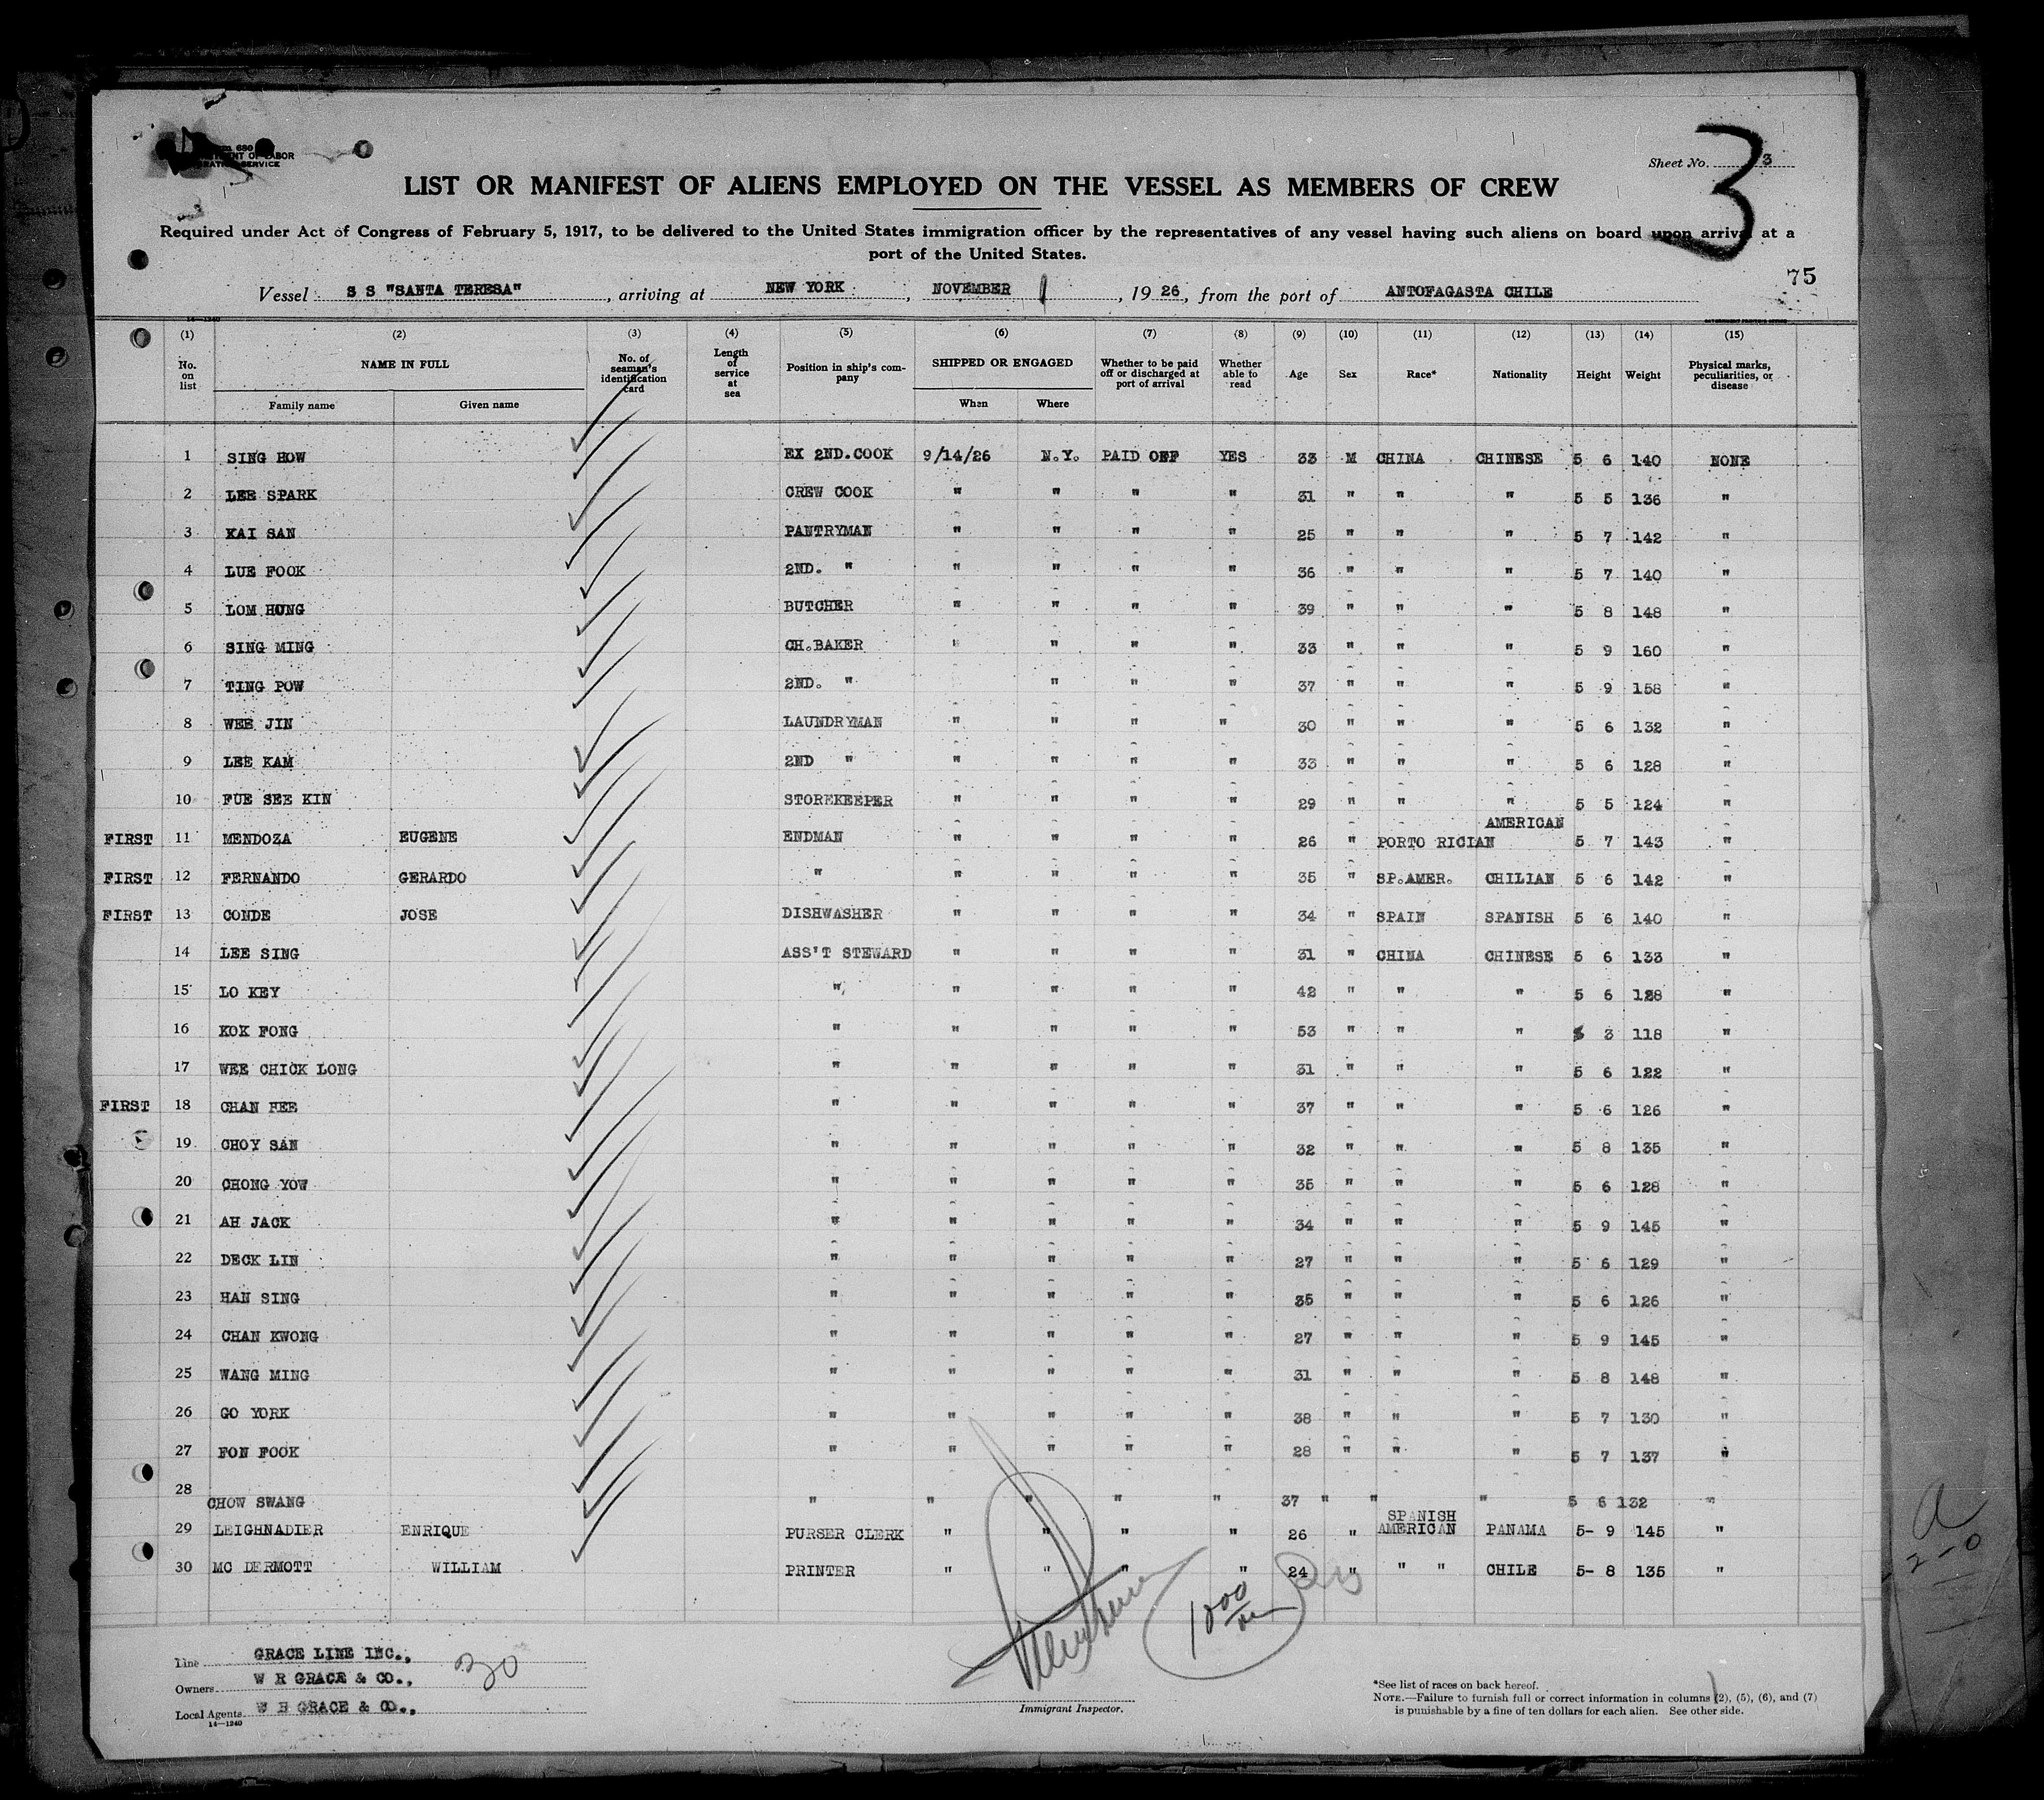 Form 680
DEPARTMENT OF LABOR
IMMIGRATION SERVICE
Sheet No. 3
3
LIST OR MANIFEST OF ALIENS EMPLOYED ON THE VESSEL AS MEMBERS OF CREW
Required under Act of Congress of February 5, 1917, to be delivered to the United States immigration officer by the representatives of any vessel having such aliens on board upon arrival at a
port of the United States.
75
Vessel S S "SANTA TERESA", arriving at NEW YORK, NOVEMBER 1, 19 26, from the port of ANTOFAGASTA CHILE
14—1240
(1) (2) (3) (4) (5) (6) (7) (8) (9) (10) (11) (12) (13) (14) (15)
No. on list NAME IN FULL No. of seaman's identification card Length of service at sea Position in ship's company SHIPPED OR ENGAGED Whether to be paid off or discharged at port of arrival Whether able to read Age Sex Race* Nationality Height Weight Physical marks, peculiarities, or disease
Family name Given name When Where
1 SING HOW EX 2ND.COOK 9/14/26 N.Y. PAID OFF YES 33 M CHINA CHINESE 5 6 140 NONE
2 LEE SPARK CREW COOK " " " " 31 " " " 5 5 136 "
3 KAI SAN PANTRYMAN " " " " 25 " " " 5 7 142 "
4 LUE FOOK 2ND. " " " " " 36 " " " 5 7 140 "
5 LOM HUNG BUTCHER " " " " 39 " " " 5 8 148 "
6 SING MING CH.BAKER " " " " 33 " " " 5 9 160 "
7 TING POW 2ND. " " " " 37 " " " 5 9 158 "
8 WEE JIN LAUNDRYMAN " " " " 30 " " " 5 6 132 "
9 LEE KAM 2ND " " " " " 33 " " " 5 6 128 "
10 FUE SEE KIN STOREKEEPER " " " " 29 " " " 5 5 124 "
FIRST 11 MENDOZA EUGENE ENDMAN " " " " 26 " PORTO RICIAN AMERICAN 5 7 143 "
FIRST 12 FERNANDO GERARDO " " " " " 35 " SP.AMER. CHILIAN 5 6 142 "
FIRST 13 CONDE JOSE DISHWASHER " " " " 34 " SPAIN SPANISH 5 6 140 "
14 LEE SING ASS'T STEWARD " " " " 31 " CHINA CHINESE 5 6 133 "
15 LO KEY " " " " " 42 " " " 5 6 128 "
16 KOK FONG " " " " " 53 " " " 5 3 118 "
17 WEE CHICK LONG " " " " " 31 " " " 5 6 122 "
FIRST 18 CHAN HEE " " " " " 37 " " " 5 6 126 "
19 CHOY SAN " " " " " 32 " " " 5 8 135 "
20 CHONG YOW " " " " " 35 " " " 5 6 128 "
21 AH JACK " " " " " 34 " " " 5 9 145 "
22 DECK LIN " " " " " 27 " " " 5 6 129 "
23 HAN SING " " " " " 35 " " " 5 6 126 "
24 CHAN KWONG " " " " " 27 " " " 5 9 145 "
25 WANG MING " " " " " 31 " " " 5 8 148 "
26 GO YORK " " " " " 38 " " " 5 7 130 "
27 FON FOOK " " " " " 28 " " " 5 7 137 "
28 CHOW SWANG " " " " " 37 " " " 5 6 132 "
29 LEIGHNADIER ENRIQUE PURSER CLERK " " " " 26 " SPANISH AMERICAN PANAMA 5- 9 145 "
30 MC DERMOTT WILLIAM PRINTER " " " " 24 " " " CHILE 5- 8 135 "
Line GRACE LINE INC.,
Owners W R GRACE & CO.,
30
Local Agents W R GRACE & CO.,
14—1240
Immigrant Inspector.
*See list of races on back hereof.
NOTE.—Failure to furnish full or correct information in columns (2), (5), (6), and (7)
is punishable by a fine of ten dollars for each alien. See other side.